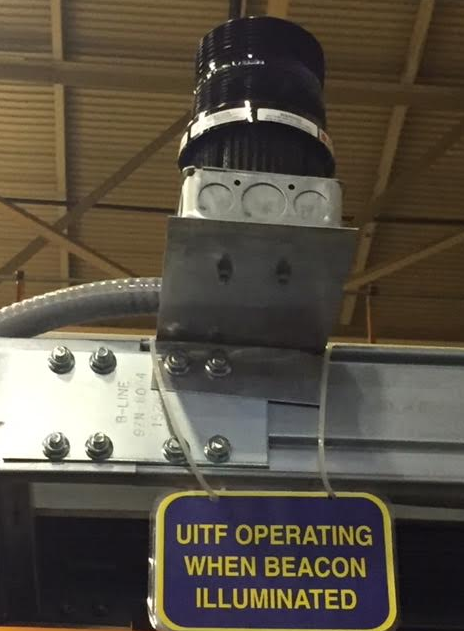 B-LINE
UITF OPERATING
WHEN BEACON
ILLUMINATED